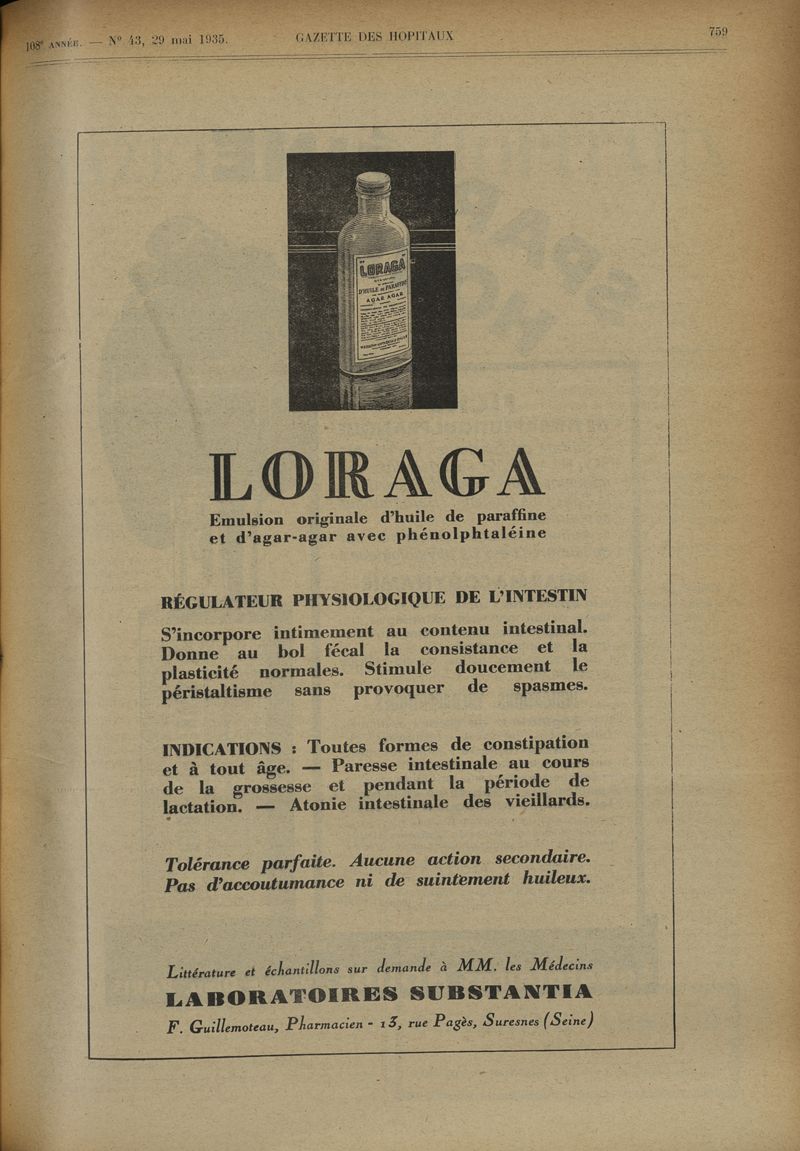 108e ANNÉE. — N° 43, 29 mai 1935.
GAZETTE DES HOPITAUX
759
"LORAGA"
D'HUILE DE PARAFFINE
AGAR AGAR
LORAGA
Emulsion originale d'huile de paraffine
et d'agar-agar avec phénolphtaléine
RÉGULATEUR PHYSIOLOGIQUE DE L'INTESTIN
S'incorpore intimement au contenu intestinal.
Donne au bol fécal la consistance et la
plasticité normales. Stimule doucement le
péristaltisme sans provoquer de spasmes.
INDICATIONS : Toutes formes de constipation
et à tout âge. — Paresse intestinale au cours
de la grossesse et pendant la période de
lactation. — Atonie intestinale des vieillards.
Tolérance parfaite. Aucune action secondaire.
Pas d'accoutumance ni de suintement huileux.
Littérature et échantillons sur demande à MM. les Médecins
LABORATOIRES SUBSTANTIA
F. Guillemoteau, Pharmacien - 13, rue Pagès, Suresnes (Seine)